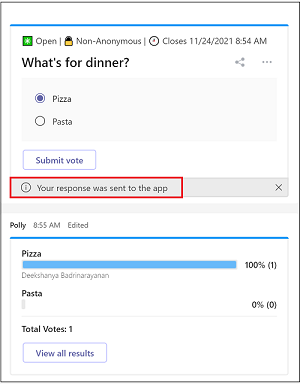 Open | Non-Anonymous | Closes 11/24/2021 8:54 AM
What's for dinner?
Pizza
Pasta
Submit vote
Your response was sent to the app
Polly 8:55 AM Edited
Pizza
100% (1)
Deekshanya Badrinarayanan
Pasta
0% (0)
Total Votes: 1
View all results